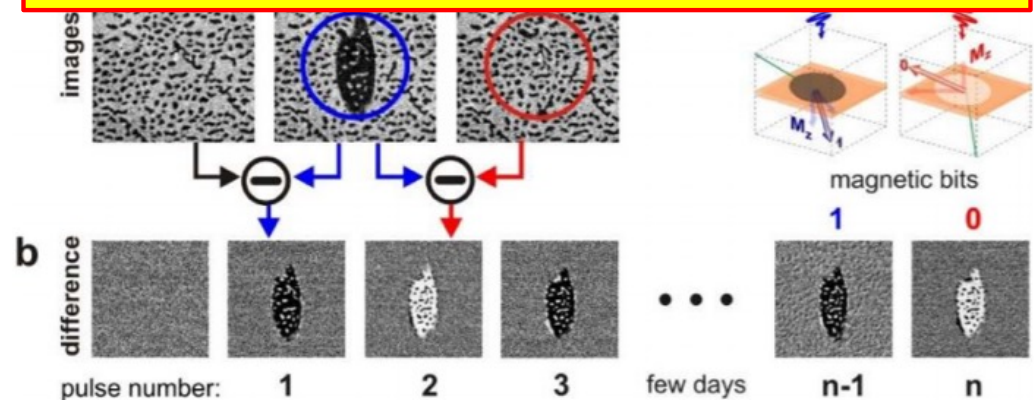 images
0
M_z
M_z
1
magnetic bits
1 0
b
difference
pulse number: 1 2 3 few days n-1 n